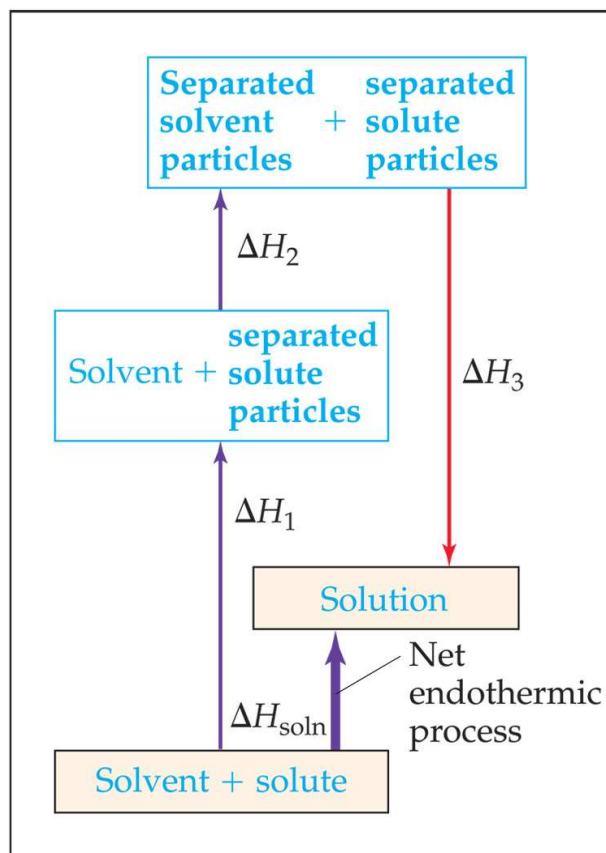 Separated separated
solvent + solute
particles particles
ΔH₂
separated
Solvent + solute
particles
ΔH₃
ΔH₁
Solution
Net
endothermic
process
ΔHsoln
Solvent + solute